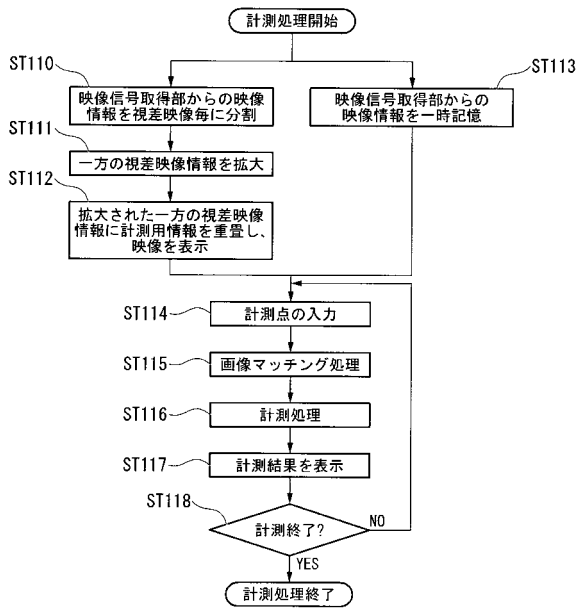 計測処理開始
ST110
映像信号取得部からの映像
情報を視差映像毎に分割
ST113
映像信号取得部からの
映像情報を一時記憶
ST111
一方の視差映像情報を拡大
ST112
拡大された一方の視差映像
情報に計測用情報を重畳し、
映像を表示
ST114
計測点の入力
ST115
画像マッチング処理
ST116
計測処理
ST117
計測結果を表示
ST118
計測終了?
NO
YES
計測処理終了